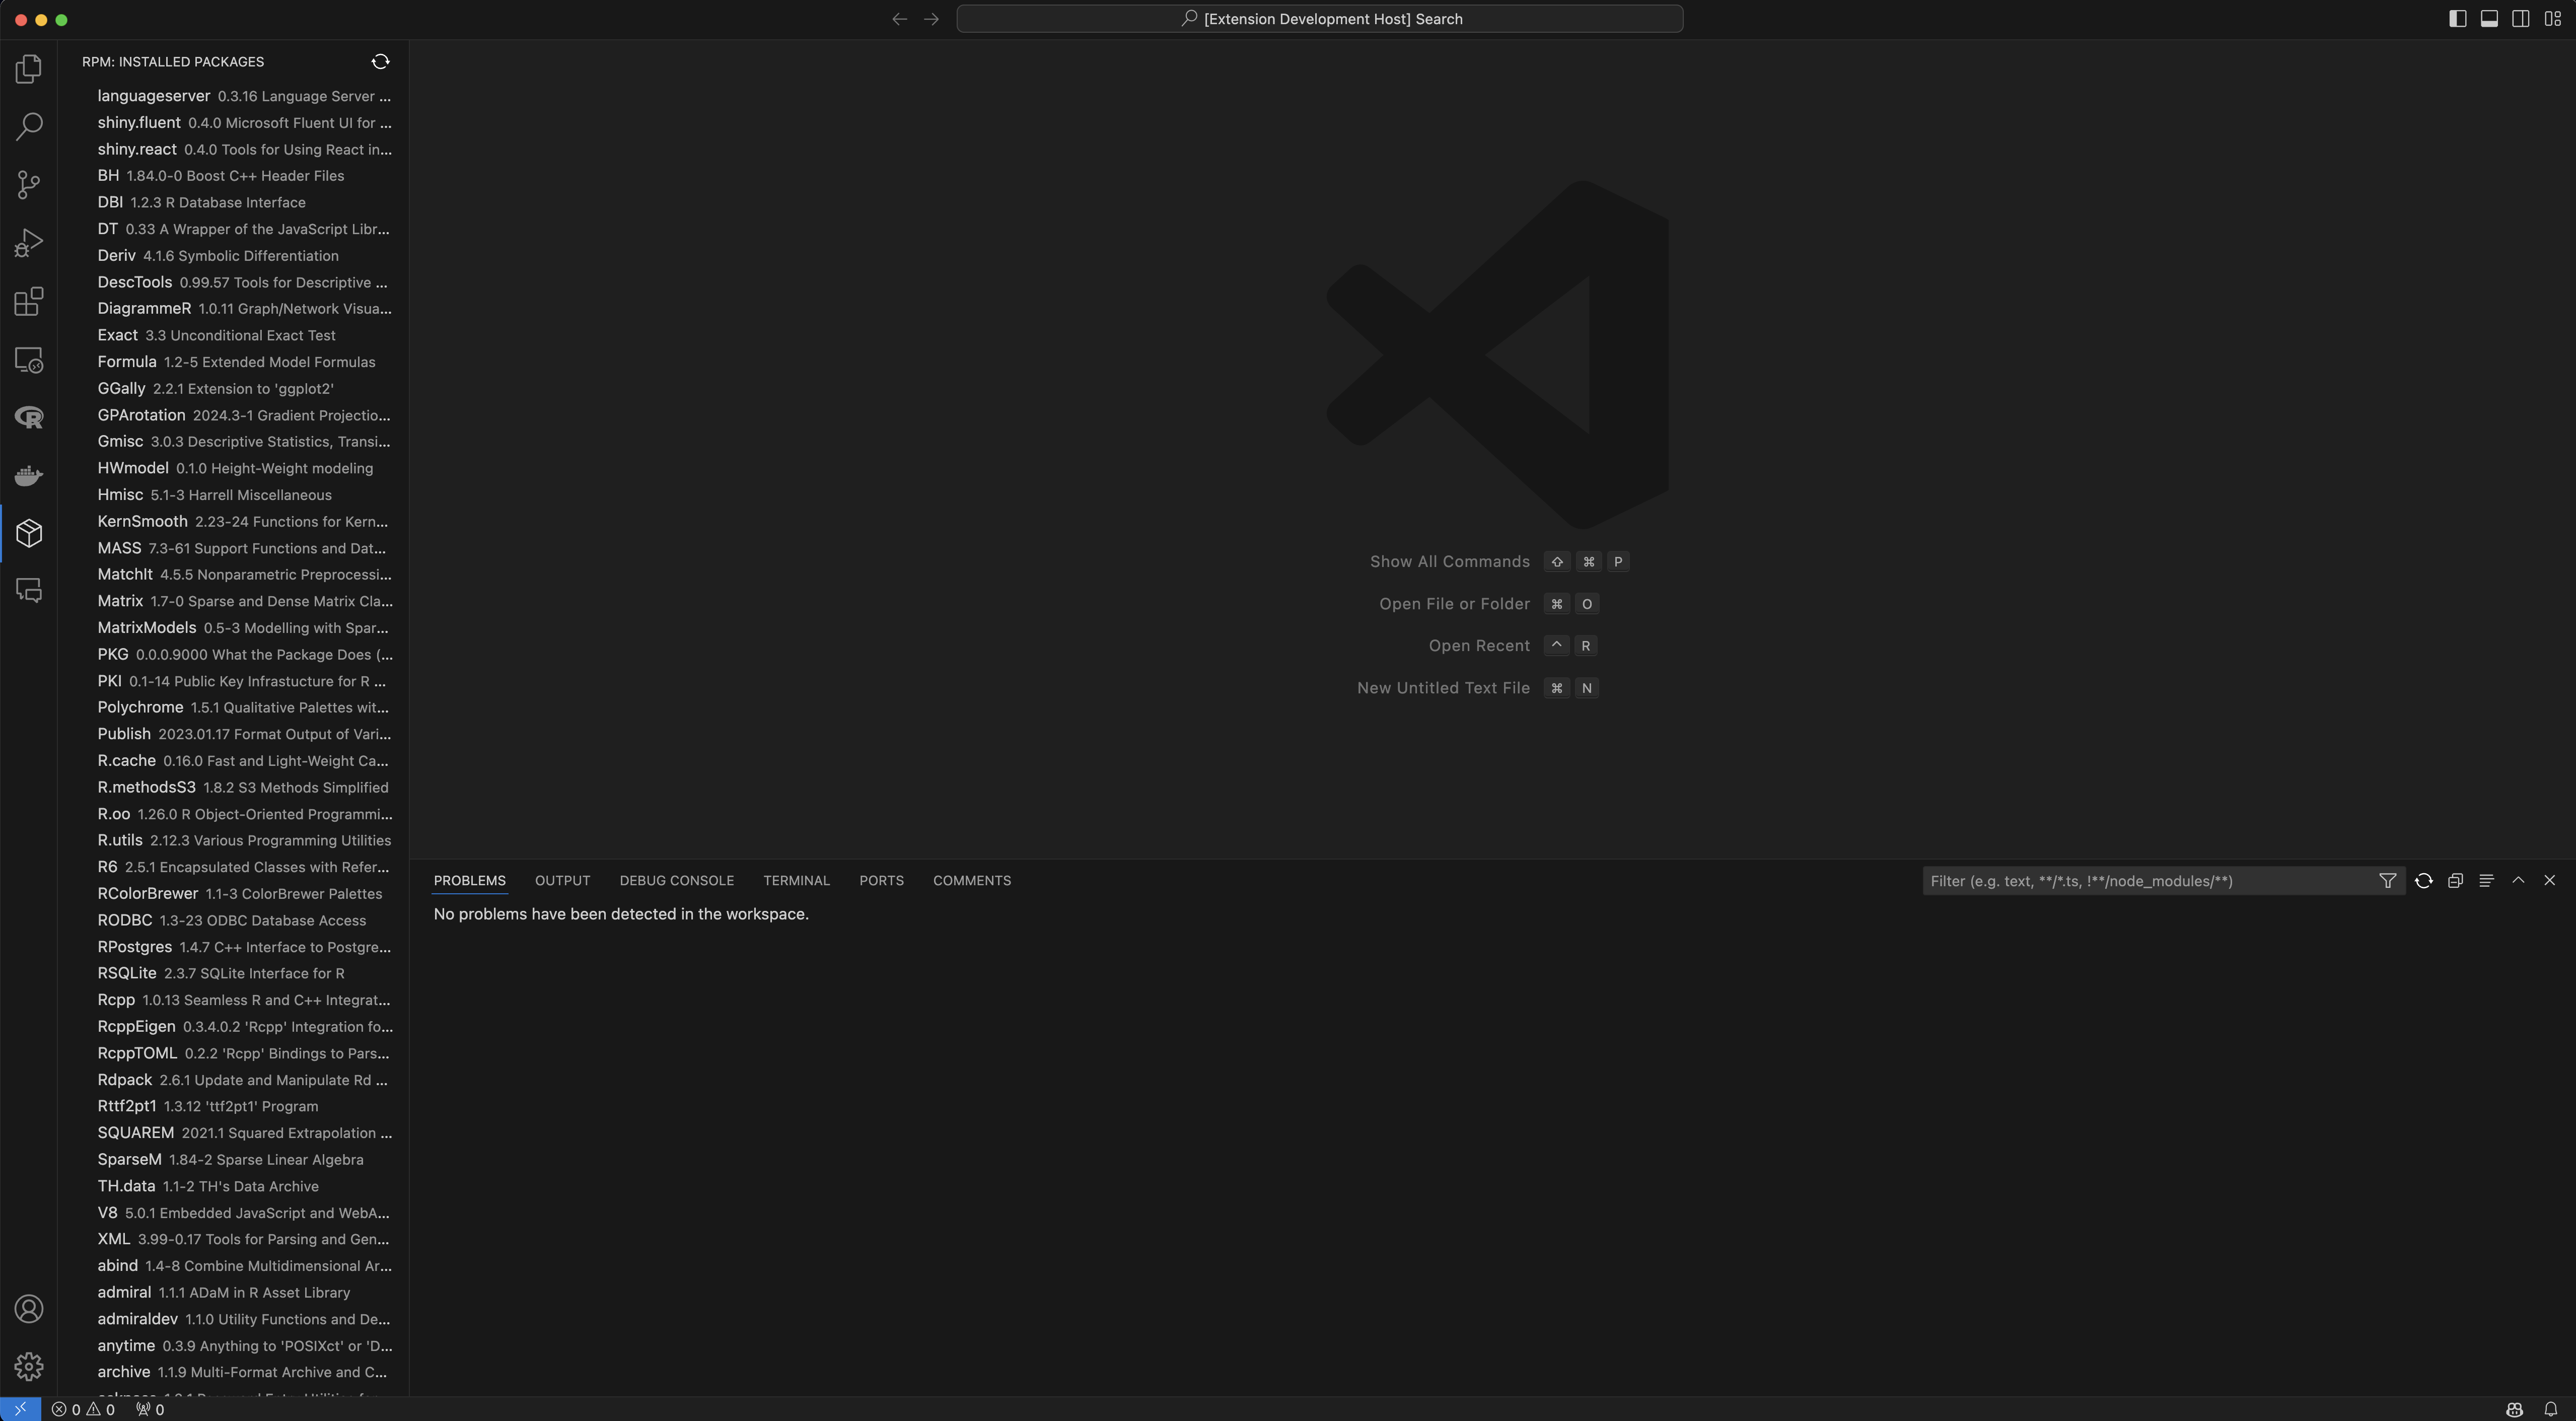 [Extension Development Host] Search
RPM: INSTALLED PACKAGES
languageserver 0.3.16 Language Server ...
shiny.fluent 0.4.0 Microsoft Fluent UI for ...
shiny.react 0.4.0 Tools for Using React in...
BH 1.84.0-0 Boost C++ Header Files
DBI 1.2.3 R Database Interface
DT 0.33 A Wrapper of the JavaScript Libr...
Deriv 4.1.6 Symbolic Differentiation
DescTools 0.99.57 Tools for Descriptive ...
DiagrammeR 1.0.11 Graph/Network Visua...
Exact 3.3 Unconditional Exact Test
Formula 1.2-5 Extended Model Formulas
GGally 2.2.1 Extension to 'ggplot2'
GPArotation 2024.3-1 Gradient Projectio...
Gmisc 3.0.3 Descriptive Statistics, Transi...
HWmodel 0.1.0 Height-Weight modeling
Hmisc 5.1-3 Harrell Miscellaneous
KernSmooth 2.23-24 Functions for Kern...
MASS 7.3-61 Support Functions and Dat...
MatchIt 4.5.5 Nonparametric Preprocessi...
Matrix 1.7-0 Sparse and Dense Matrix Cla...
MatrixModels 0.5-3 Modelling with Spar...
PKG 0.0.0.9000 What the Package Does (...
PKI 0.1-14 Public Key Infrastucture for R ...
Polychrome 1.5.1 Qualitative Palettes wit...
Publish 2023.01.17 Format Output of Vari...
R.cache 0.16.0 Fast and Light-Weight Ca...
R.methodsS3 1.8.2 S3 Methods Simplified
R.oo 1.26.0 R Object-Oriented Programmi...
R.utils 2.12.3 Various Programming Utilities
R6 2.5.1 Encapsulated Classes with Refer...
RColorBrewer 1.1-3 ColorBrewer Palettes
RODBC 1.3-23 ODBC Database Access
RPostgres 1.4.7 C++ Interface to Postgre...
RSQLite 2.3.7 SQLite Interface for R
Rcpp 1.0.13 Seamless R and C++ Integrat...
RcppEigen 0.3.4.0.2 'Rcpp' Integration fo...
RcppTOML 0.2.2 'Rcpp' Bindings to Pars...
Rdpack 2.6.1 Update and Manipulate Rd ...
Rttf2pt1 1.3.12 'ttf2pt1' Program
SQUAREM 2021.1 Squared Extrapolation ...
SparseM 1.84-2 Sparse Linear Algebra
TH.data 1.1-2 TH's Data Archive
V8 5.0.1 Embedded JavaScript and WebA...
XML 3.99-0.17 Tools for Parsing and Gen...
abind 1.4-8 Combine Multidimensional Ar...
admiral 1.1.1 ADaM in R Asset Library
admiraldev 1.1.0 Utility Functions and De...
anytime 0.3.9 Anything to 'POSIXct' or 'D...
archive 1.1.9 Multi-Format Archive and C...
Show All Commands ⇧ ⌘ P
Open File or Folder ⌘ O
Open Recent ^ R
New Untitled Text File ⌘ N
PROBLEMS OUTPUT DEBUG CONSOLE TERMINAL PORTS COMMENTS
Filter (e.g. text, **/*.ts, !**/node_modules/**)
No problems have been detected in the workspace.
0 0 0